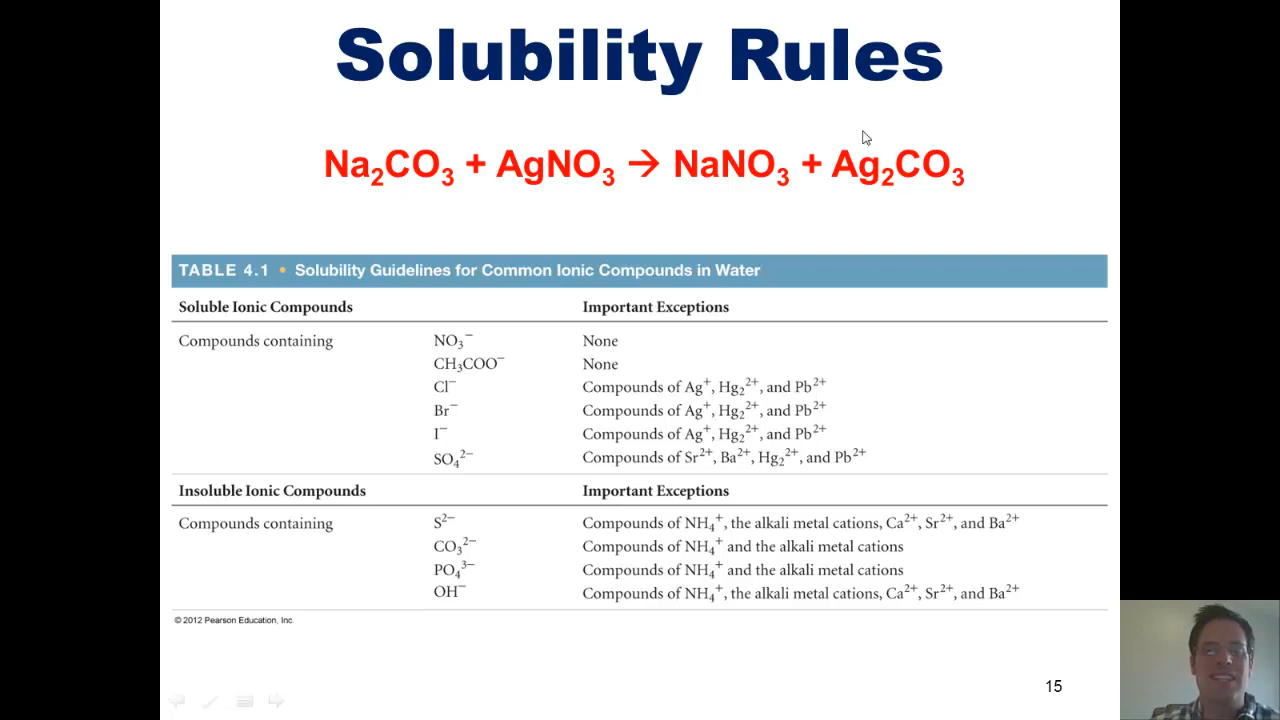 Solubility Rules
Na₂CO₃ + AgNO₃ → NaNO₃ + Ag₂CO₃
TABLE 4.1 • Solubility Guidelines for Common Ionic Compounds in Water
Soluble Ionic Compounds Important Exceptions
Compounds containing NO₃⁻ None
CH₃COO⁻ None
Cl⁻ Compounds of Ag⁺, Hg₂²⁺, and Pb²⁺
Br⁻ Compounds of Ag⁺, Hg₂²⁺, and Pb²⁺
I⁻ Compounds of Ag⁺, Hg₂²⁺, and Pb²⁺
SO₄²⁻ Compounds of Sr²⁺, Ba²⁺, Hg₂²⁺, and Pb²⁺
Insoluble Ionic Compounds Important Exceptions
Compounds containing S²⁻ Compounds of NH₄⁺, the alkali metal cations, Ca²⁺, Sr²⁺, and Ba²⁺
CO₃²⁻ Compounds of NH₄⁺ and the alkali metal cations
PO₄³⁻ Compounds of NH₄⁺ and the alkali metal cations
OH⁻ Compounds of NH₄⁺, the alkali metal cations, Ca²⁺, Sr²⁺, and Ba²⁺
© 2012 Pearson Education, Inc.
15